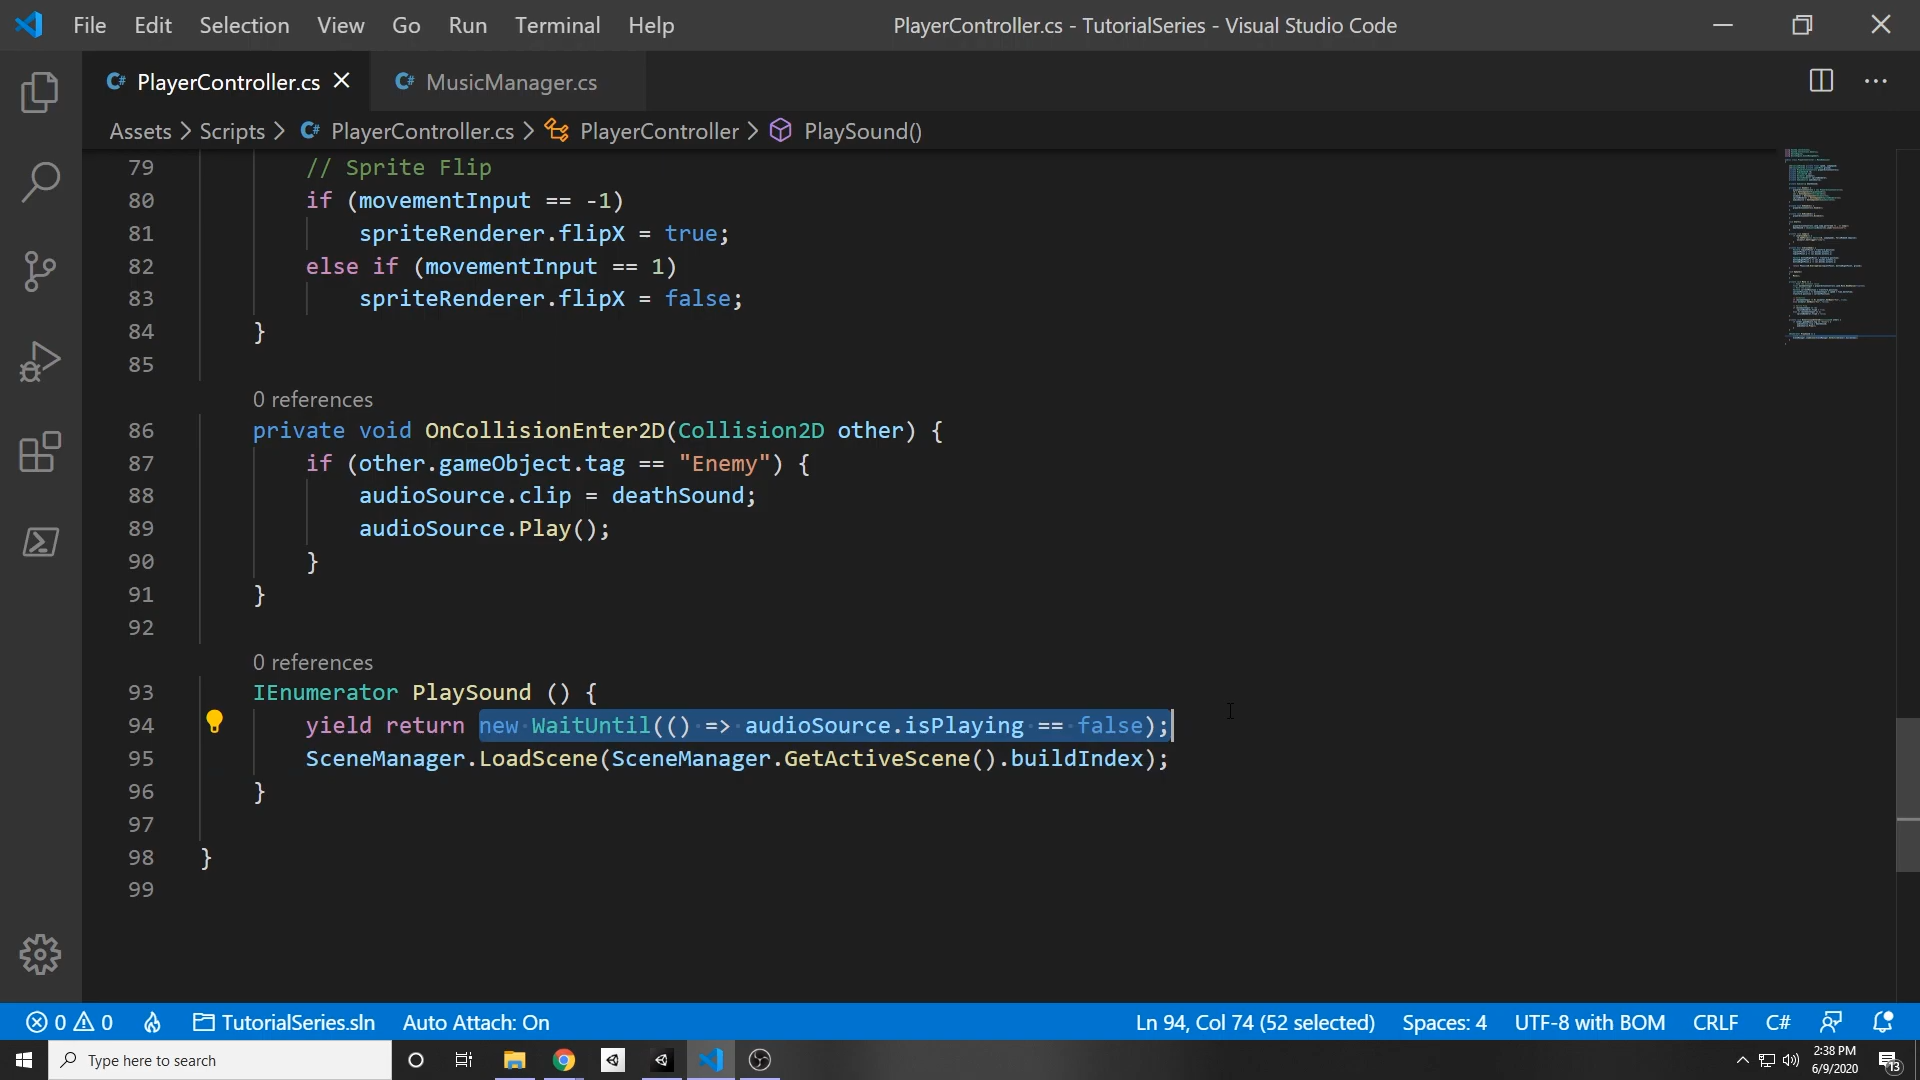 File Edit Selection View Go Run Terminal Help PlayerController.cs - TutorialSeries - Visual Studio Code
C# PlayerController.cs C# MusicManager.cs
Assets > Scripts > C# PlayerController.cs > PlayerController > PlaySound()
79 // Sprite Flip
80 if (movementInput == -1)
81 spriteRenderer.flipX = true;
82 else if (movementInput == 1)
83 spriteRenderer.flipX = false;
84 }
85
0 references
86 private void OnCollisionEnter2D(Collision2D other) {
87 if (other.gameObject.tag == "Enemy") {
88 audioSource.clip = deathSound;
89 audioSource.Play();
90 }
91 }
92
0 references
93 IEnumerator PlaySound () {
94 yield return new WaitUntil(() => audioSource.isPlaying == false);
95 SceneManager.LoadScene(SceneManager.GetActiveScene().buildIndex);
96 }
97
98 }
99
0 0 TutorialSeries.sln Auto Attach: On Ln 94, Col 74 (52 selected) Spaces: 4 UTF-8 with BOM CRLF C#
Type here to search
2:38 PM
6/9/2020
13